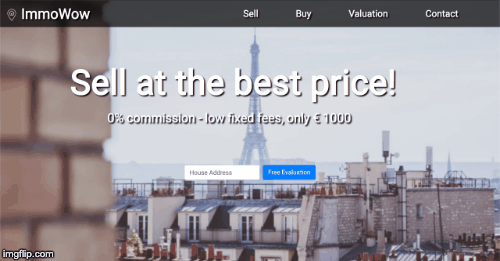 ImmoWow
Sell Buy Valuation Contact
Sell at the best price!
0% commission - low fixed fees, only € 1000
House Address Free Evaluation
imgflip.com